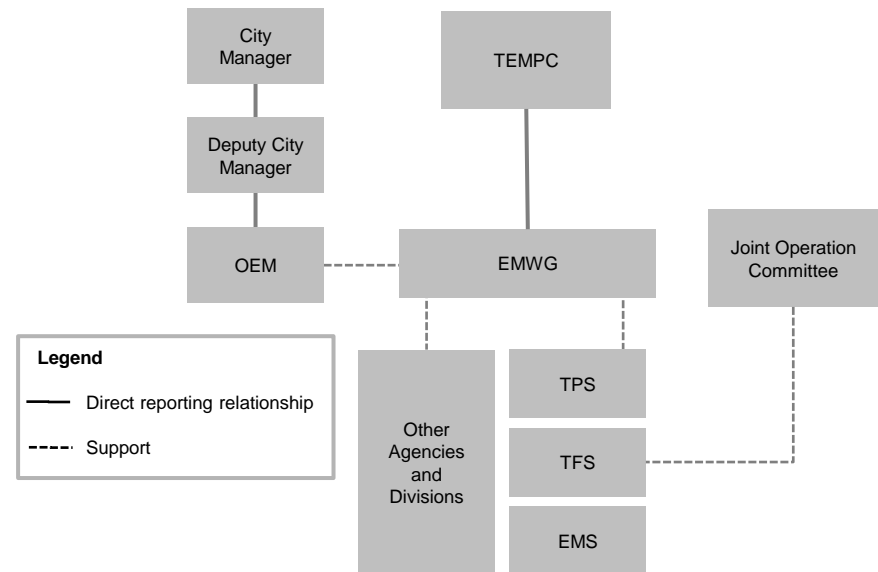 City
Manager
TEMPC
Deputy City
Manager
OEM
EMWG
Joint Operation
Committee
Legend
Direct reporting relationship
Support
Other
Agencies
and
Divisions
TPS
TFS
EMS